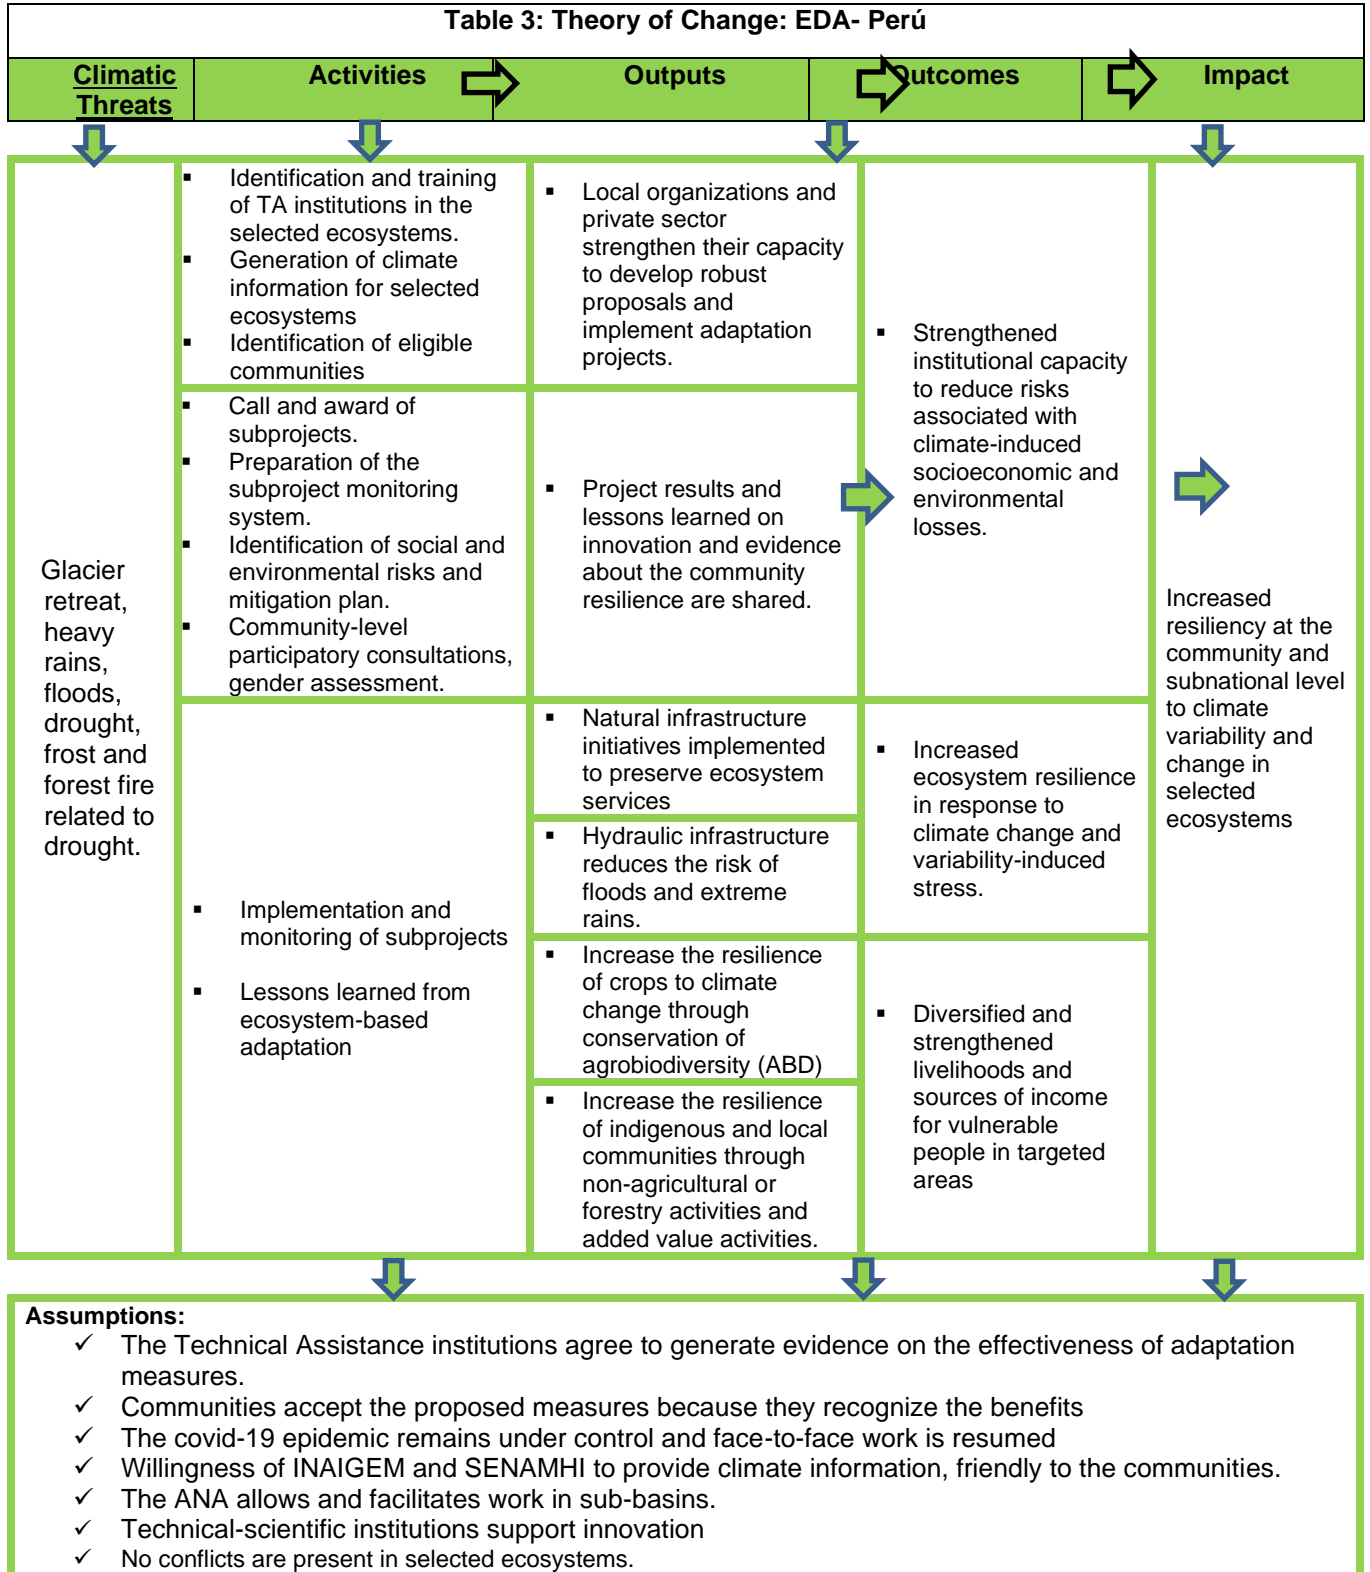 Table 3: Theory of Change: EDA- Perú
Climatic
Threats
Activities
Outputs
Outcomes
Impact
Glacier
retreat,
heavy
rains,
floods,
drought,
frost and
forest fire
related to
drought.
▪ Identification and training
of TA institutions in the
selected ecosystems.
▪ Generation of climate
information for selected
ecosystems
▪ Identification of eligible
communities
▪ Call and award of
subprojects.
▪ Preparation of the
subproject monitoring
system.
▪ Identification of social and
environmental risks and
mitigation plan.
▪ Community-level
participatory consultations,
gender assessment.
▪ Implementation and
monitoring of subprojects
▪ Lessons learned from
ecosystem-based
adaptation
▪ Local organizations and
private sector
strengthen their capacity
to develop robust
proposals and
implement adaptation
projects.
▪ Project results and
lessons learned on
innovation and evidence
about the community
resilience are shared.
▪ Natural infrastructure
initiatives implemented
to preserve ecosystem
services
▪ Hydraulic infrastructure
reduces the risk of
floods and extreme
rains.
▪ Increase the resilience
of crops to climate
change through
conservation of
agrobiodiversity (ABD)
▪ Increase the resilience
of indigenous and local
communities through
non-agricultural or
forestry activities and
added value activities.
▪ Strengthened
institutional capacity
to reduce risks
associated with
climate-induced
socioeconomic and
environmental
losses.
▪ Increased
ecosystem resilience
in response to
climate change and
variability-induced
stress.
▪ Diversified and
strengthened
livelihoods and
sources of income
for vulnerable
people in targeted
areas
Increased
resiliency at the
community and
subnational level
to climate
variability and
change in
selected
ecosystems
Assumptions:
✓ The Technical Assistance institutions agree to generate evidence on the effectiveness of adaptation
measures.
✓ Communities accept the proposed measures because they recognize the benefits
✓ The covid-19 epidemic remains under control and face-to-face work is resumed
✓ Willingness of INAIGEM and SENAMHI to provide climate information, friendly to the communities.
✓ The ANA allows and facilitates work in sub-basins.
✓ Technical-scientific institutions support innovation
✓ No conflicts are present in selected ecosystems.